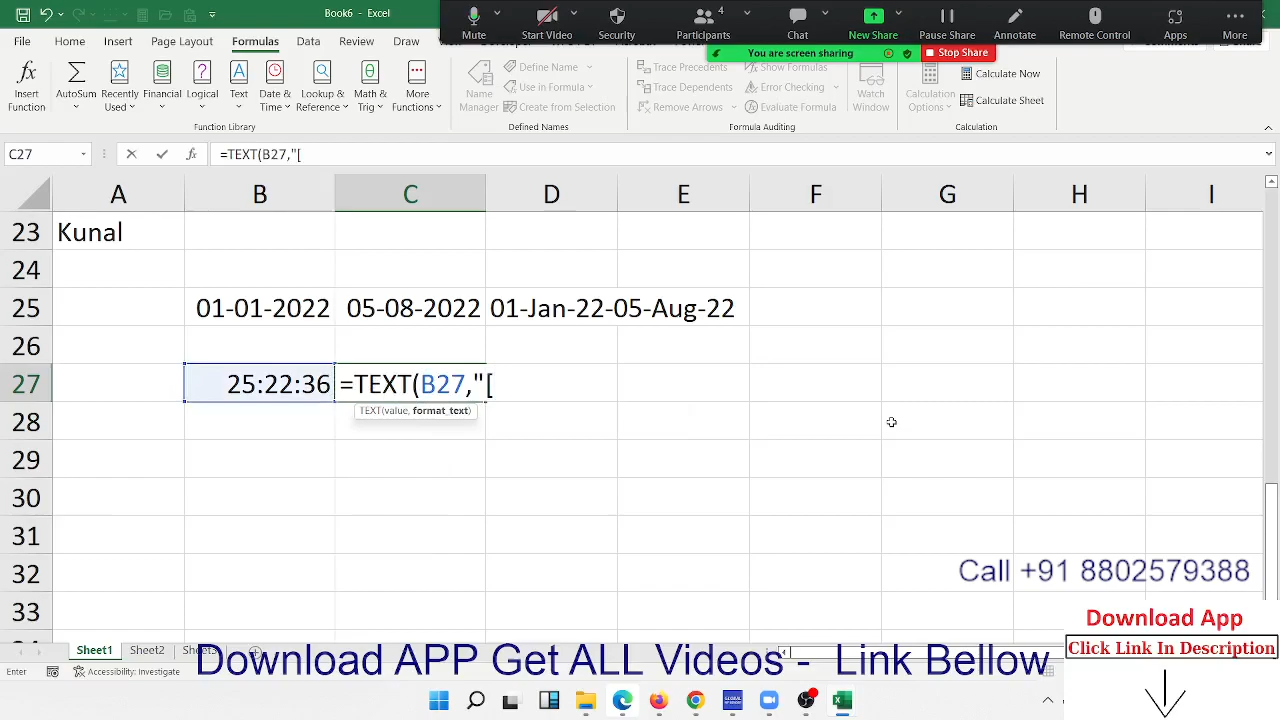 Book6 - Excel
Mute
Start Video
Security
4
Participants
Chat
New Share
Pause Share
Annotate
Remote Control
Apps
More
You are screen sharing
Stop Share
File
Home
Insert
Page Layout
Formulas
Data
Review
Draw
Insert Function
AutoSum
Recently Used
Logical
Text
Date & Time
Lookup & Reference
Math & Trig
More Functions
Function Library
Name Manager
Define Name
Use in Formula
Create from Selection
Defined Names
Trace Precedents
Trace Dependents
Remove Arrows
Show Formulas
Error Checking
Evaluate Formula
Formula Auditing
Watch Window
Calculation Options
Calculate Now
Calculate Sheet
Calculation
C27
fx
=TEXT(B27,"[
A B C D E F G H I
23 Kunal
24
25 01-01-2022 05-08-2022 01-Jan-22-05-Aug-22
26
27 25:22:36 =TEXT(B27,"[
TEXT(value, format_text)
28
29
30
31
32
33
Call +91 8802579388
Download App
Click Link In Description
Sheet1 Sheet2
Download APP Get ALL Videos - Link Bellow
Enter
Accessibility: Investigate